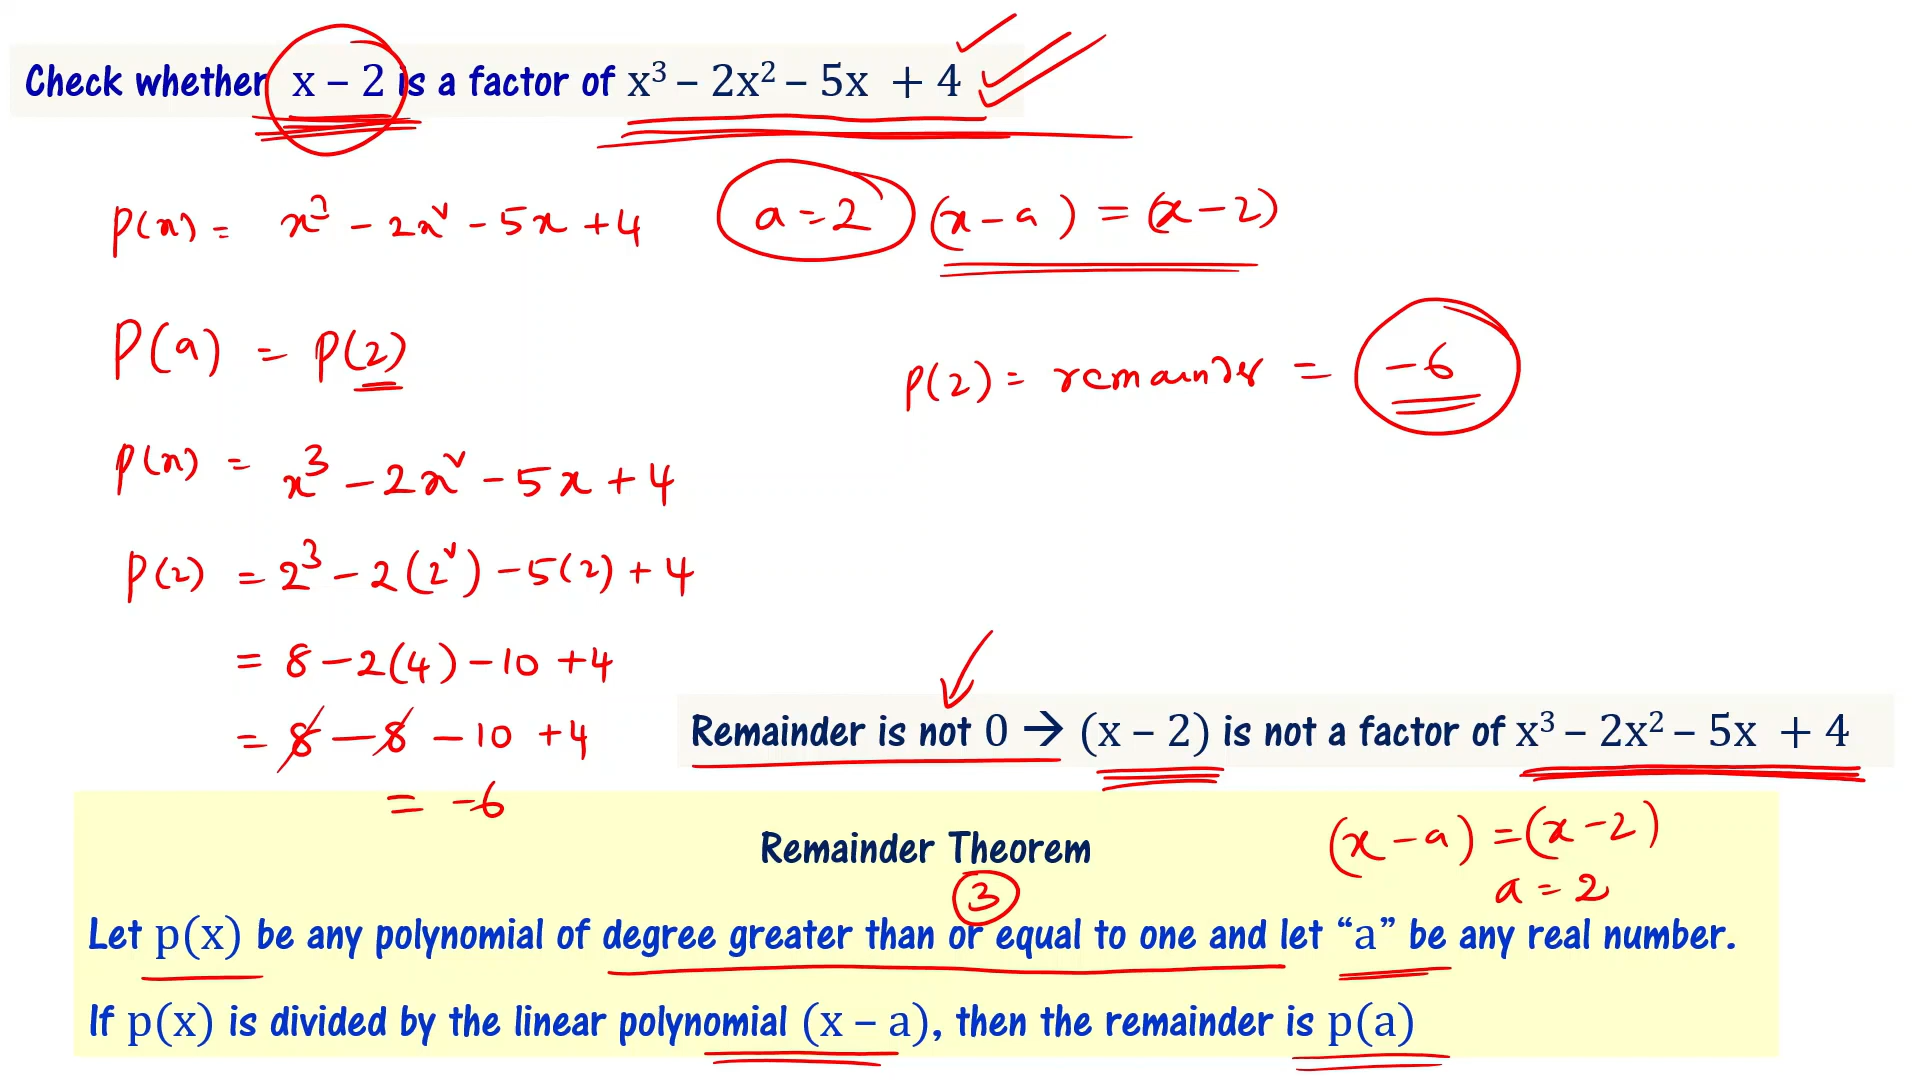 Check whether x – 2 is a factor of x³ – 2x² – 5x + 4
p(x) = x³ – 2x² – 5x + 4
a = 2 (x – a) = (x – 2)
P(a) = P(2)
P(2) = remainder = –6
p(x) = x³ – 2x² – 5x + 4
P(2) = 2³ – 2(2²) – 5(2) + 4
= 8 – 2(4) – 10 + 4
= 8 – 8 – 10 + 4
= –6
Remainder is not 0 → (x – 2) is not a factor of x³ – 2x² – 5x + 4
Remainder Theorem
(x – a) = (x – 2)
a = 2
3
Let p(x) be any polynomial of degree greater than or equal to one and let “a” be any real number.
If p(x) is divided by the linear polynomial (x – a), then the remainder is p(a)